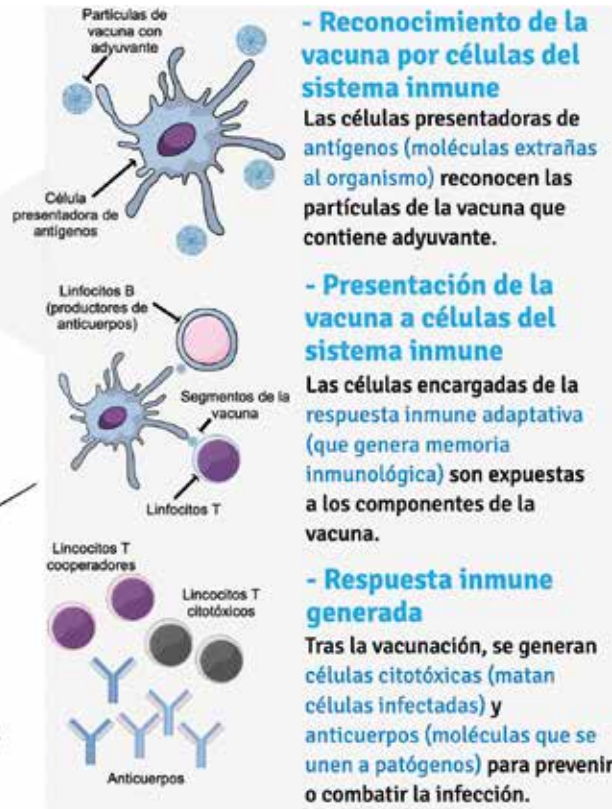 Partículas de
vacuna con
adyuvante
Célula
presentadora de
antígenos
- Reconocimiento de la
vacuna por células del
sistema inmune
Las células presentadoras de
antígenos (moléculas extrañas
al organismo) reconocen las
partículas de la vacuna que
contiene adyuvante.
Linfocitos B
(productores de
anticuerpos)
Segmentos de la
vacuna
Linfocitos T
- Presentación de la
vacuna a células del
sistema inmune
Las células encargadas de la
respuesta inmune adaptativa
(que genera memoria
inmunológica) son expuestas
a los componentes de la
vacuna.
Lincocitos T
cooperadores
Lincocitos T
citotóxicos
Anticuerpos
- Respuesta inmune
generada
Tras la vacunación, se generan
células citotóxicas (matan
células infectadas) y
anticuerpos (moléculas que se
unen a patógenos) para prevenir
o combatir la infección.